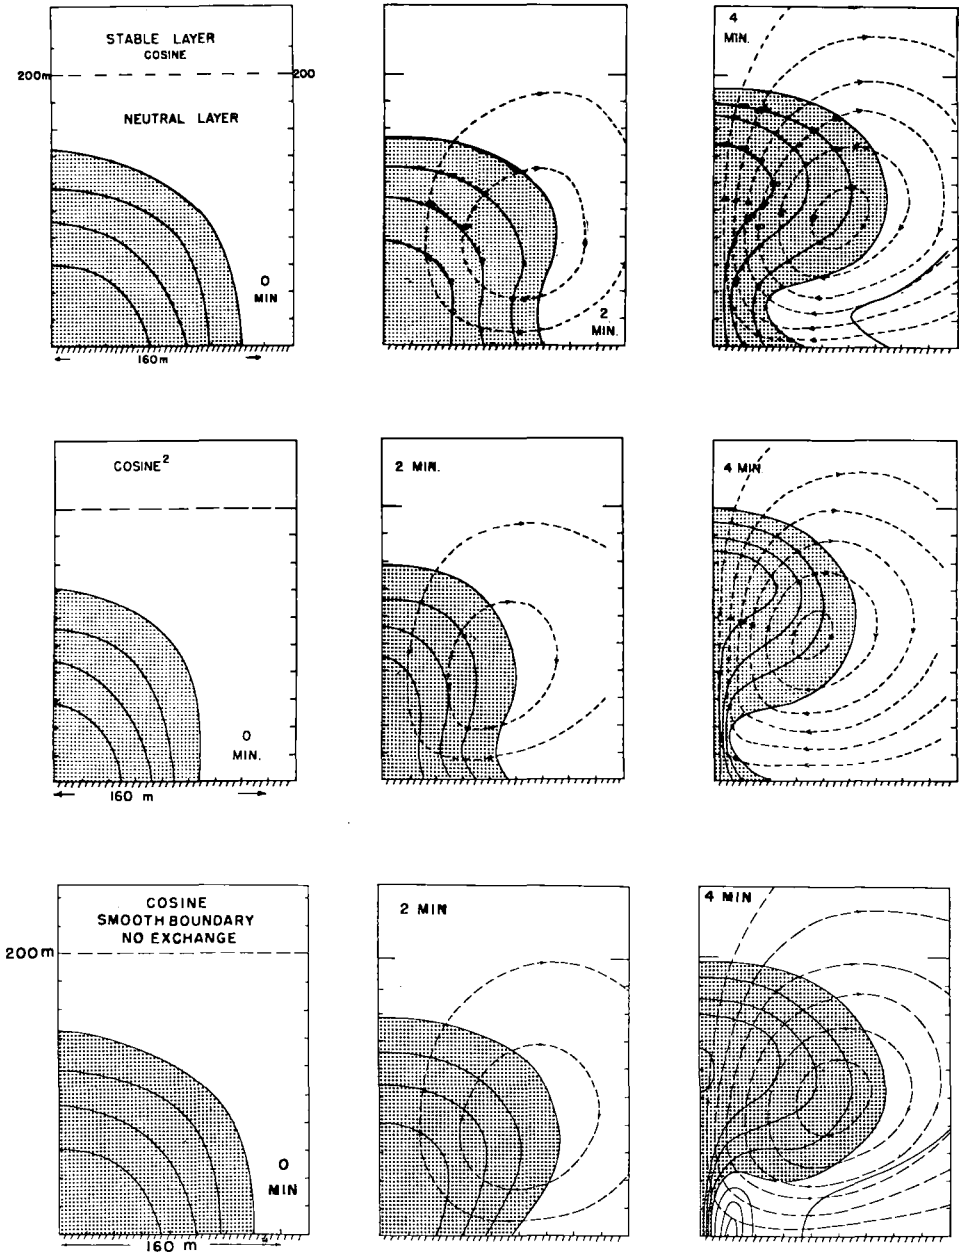 STABLE LAYER
COSINE
200m
200
NEUTRAL LAYER
0
MIN
160m
2
MIN.
4
MIN.
COSINE²
0
MIN.
160 m
2 MIN.
4 MIN.
COSINE
SMOOTH BOUNDARY
NO EXCHANGE
200m
0
MIN
160 m
2 MIN
4 MIN